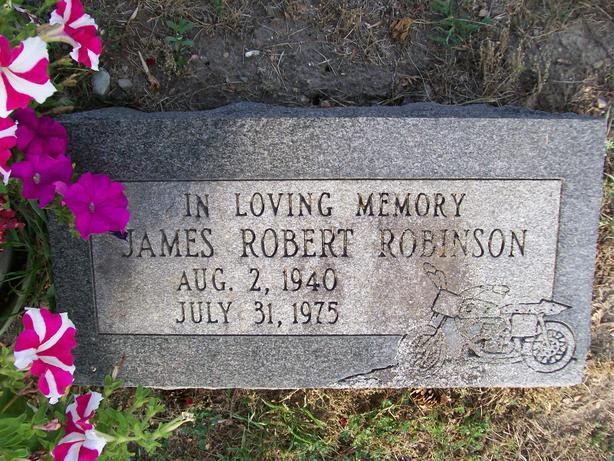 IN LOVING MEMORY
JAMES ROBERT ROBINSON
AUG. 2, 1940
JULY 31, 1975